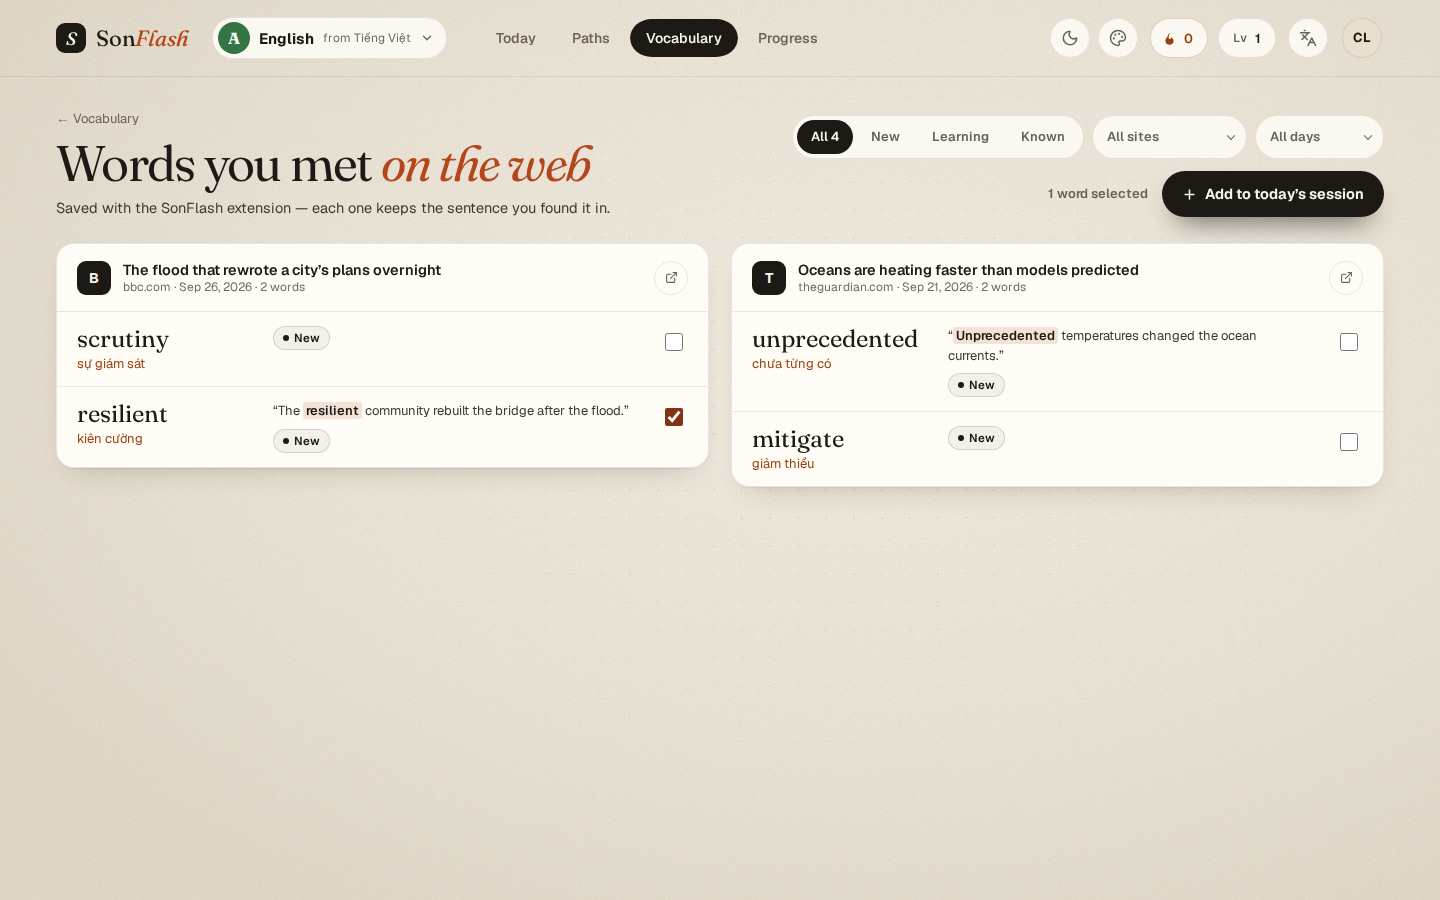 S SonFlash
A English from Tiếng Việt
Today Paths Vocabulary Progress
0
Lv 1
CL
← Vocabulary
Words you met on the web
Saved with the SonFlash extension — each one keeps the sentence you found it in.
All 4 New Learning Known
All sites
All days
1 word selected
+ Add to today’s session
B
The flood that rewrote a city’s plans overnight
bbc.com · Sep 26, 2026 · 2 words
scrutiny
sự giám sát
New
resilient
kiên cường
“The resilient community rebuilt the bridge after the flood.”
New
T
Oceans are heating faster than models predicted
theguardian.com · Sep 21, 2026 · 2 words
unprecedented
chưa từng có
“Unprecedented temperatures changed the ocean
currents.”
New
mitigate
giảm thiểu
New